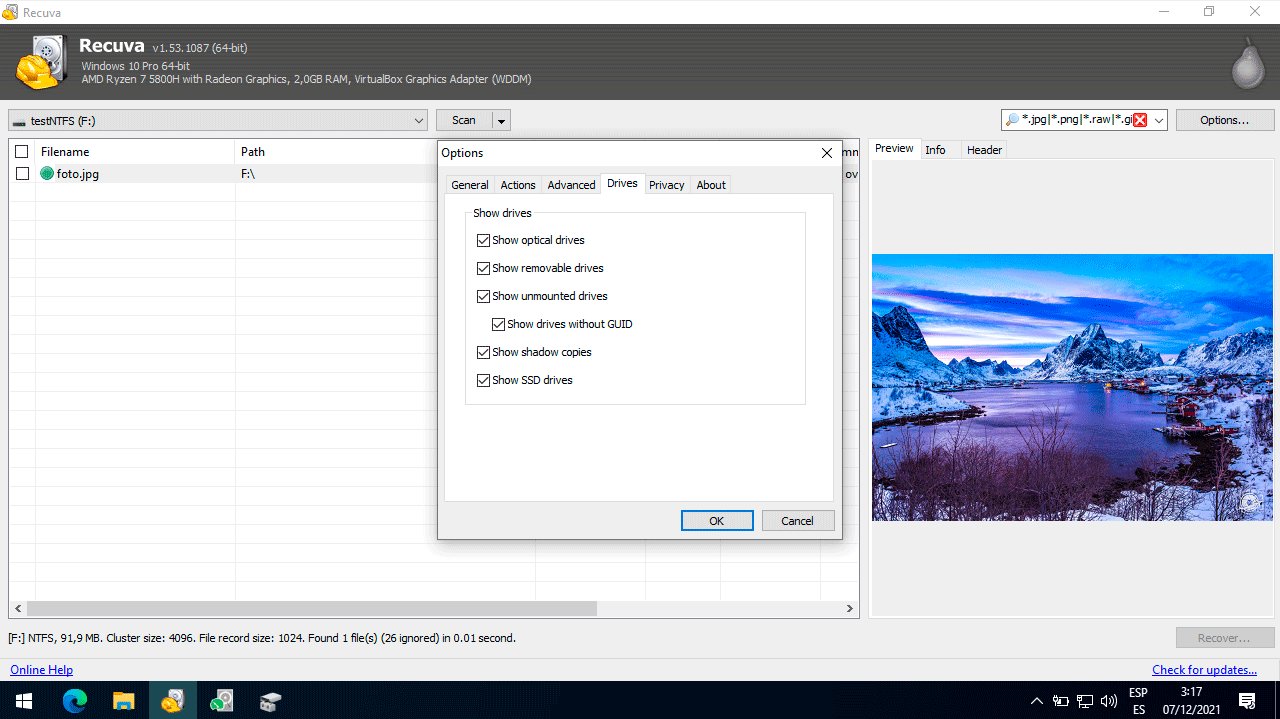 Recuva
Recuva v1.53.1087 (64-bit)
Windows 10 Pro 64-bit
AMD Ryzen 7 5800H with Radeon Graphics, 2,0GB RAM, VirtualBox Graphics Adapter (WDDM)
testNTFS (F:)
Scan
*.jpg|*.png|*.raw|*.gi
Options...
Filename
Path
mn
foto.jpg
F:\
ov
Options
General
Actions
Advanced
Drives
Privacy
About
Show drives
Show optical drives
Show removable drives
Show unmounted drives
Show drives without GUID
Show shadow copies
Show SSD drives
OK
Cancel
Preview
Info
Header
[F:] NTFS, 91,9 MB. Cluster size: 4096. File record size: 1024. Found 1 file(s) (26 ignored) in 0.01 second.
Recover...
Online Help
Check for updates...
ESP
ES
3:17
07/12/2021